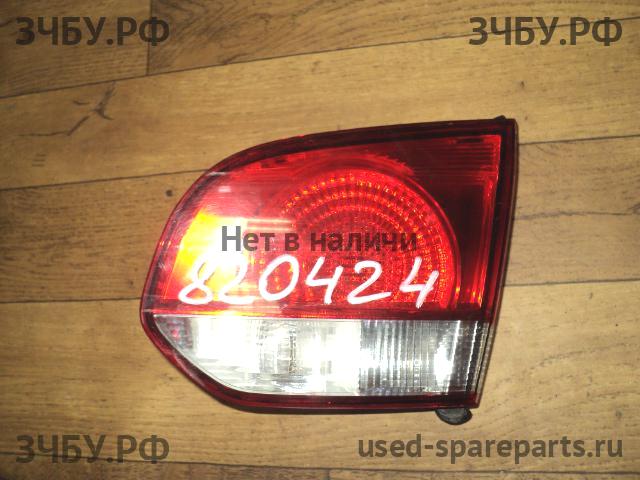 ЗЧБУ.РФ ЗЧБУ.РФ
Нет в наличи
820424
ЗЧБУ.РФ used-spareparts.ru